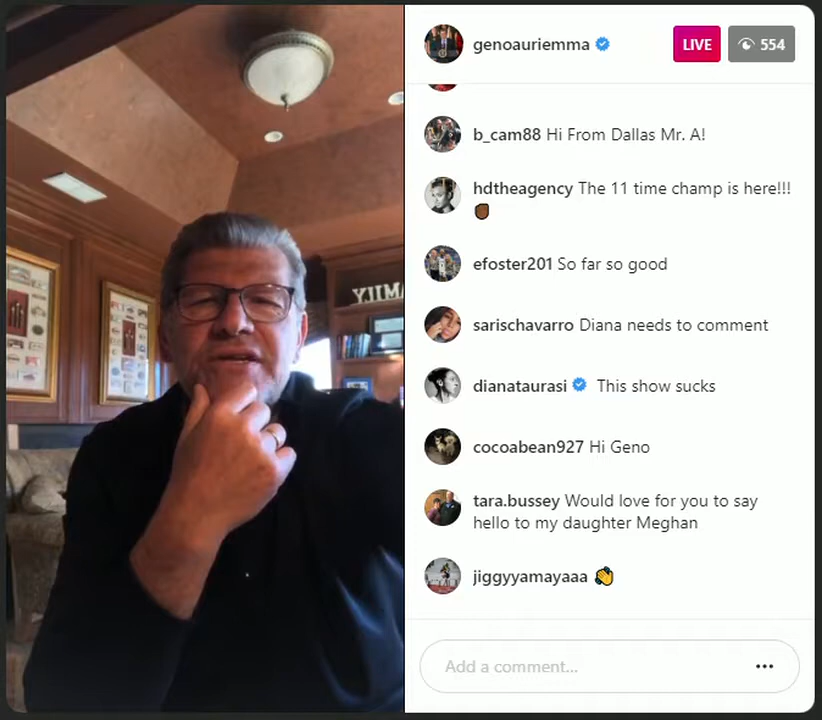 genoauriemma
LIVE
554
b_cam88 Hi From Dallas Mr. A!
hdtheagency The 11 time champ is here!!!
efoster201 So far so good
sarischavarro Diana needs to comment
dianataurasi This show sucks
cocoabean927 Hi Geno
tara.bussey Would love for you to say
hello to my daughter Meghan
jiggyyamayaaa 👏
Add a comment...